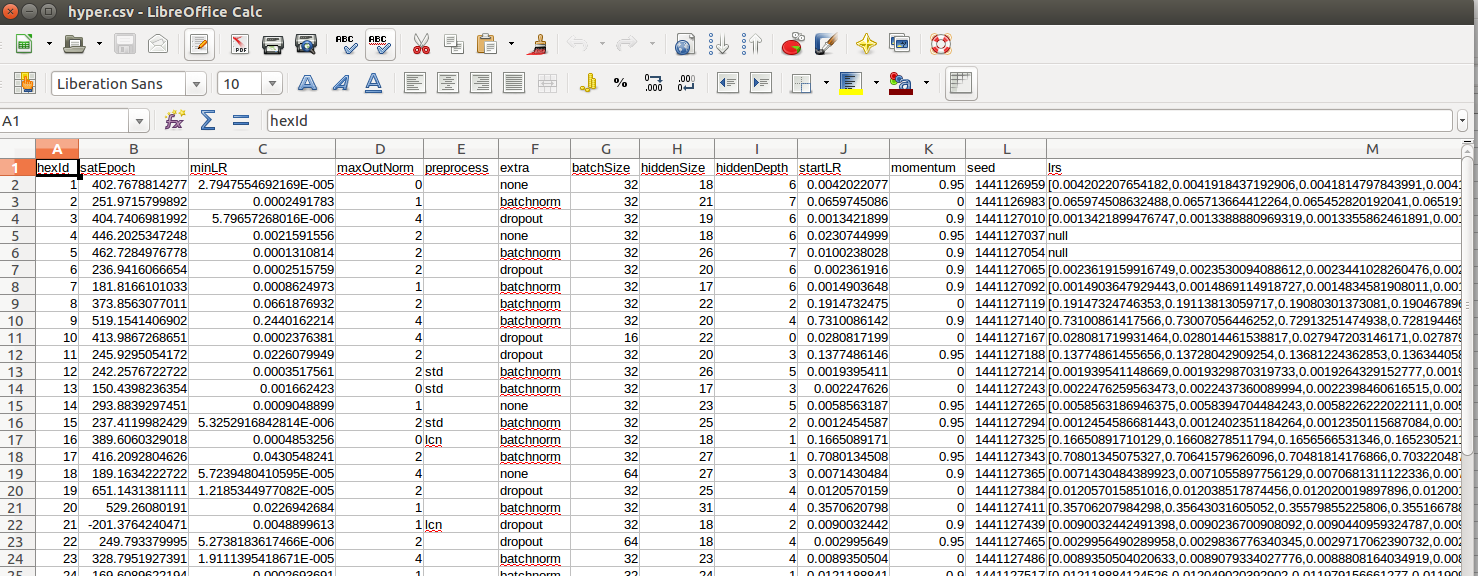 hyper.csv - LibreOffice Calc
PDF ABC ABC
Liberation Sans 10 % .000 .000
A1 hexId
A B C D E F G H I J K L M
1 hexId satEpoch minLR maxOutNorm preprocess extra batchSize hiddenSize hiddenDepth startLR momentum seed lrs
2 1 402.7678814277 2.7947554692169E-005 0 none 32 18 6 0.0042022077 0.95 1441126959 [0.004202207654182,0.0041918437192906,0.0041814797843991,0.0041
3 2 251.9715799892 0.0002491783 1 batchnorm 32 21 7 0.0659745086 0 1441126983 [0.065974508632488,0.065713664412264,0.065452820192041,0.065191
4 3 404.7406981992 5.79657268016E-006 4 dropout 32 19 6 0.0013421899 0.9 1441127010 [0.0013421899476747,0.0013388880969319,0.0013355862461891,0.001
5 4 446.2025347248 0.0021591556 2 none 32 18 6 0.0230744999 0.95 1441127037 null
6 5 462.7284976778 0.0001310814 2 batchnorm 32 26 7 0.0100238028 0.9 1441127054 null
7 6 236.9416066654 0.0002515759 2 dropout 32 20 6 0.002361916 0.9 1441127065 [0.0023619159916749,0.0023530094088612,0.0023441028260476,0.002
8 7 181.8166101033 0.0008624973 1 batchnorm 32 17 6 0.0014903648 0.9 1441127092 [0.0014903647929443,0.0014869114918727,0.0014834581908011,0.001
9 8 373.8563077011 0.0661876932 2 batchnorm 32 22 2 0.1914732475 0 1441127119 [0.19147324746353,0.19113813059717,0.19080301373081,0.190467896
10 9 519.1541406902 0.2440162214 4 batchnorm 32 20 4 0.7310086142 0.9 1441127140 [0.73100861417566,0.73007056446252,0.72913251474938,0.728194465
11 10 413.9867268651 0.0002376381 4 dropout 16 22 0 0.0280817199 0 1441127167 [0.028081719931464,0.028014461538817,0.027947203146171,0.027879
12 11 245.9295054172 0.0226079949 2 dropout 32 20 3 0.1377486146 0.95 1441127188 [0.13774861455656,0.13728042909254,0.13681224362853,0.136344058
13 12 242.2576722722 0.0003517561 2 std batchnorm 32 26 5 0.0019395411 0 1441127214 [0.001939541148669,0.0019329870319733,0.0019264329152777,0.0019
14 13 150.4398236354 0.001662423 0 std batchnorm 32 17 3 0.002247626 0 1441127243 [0.0022476259563473,0.0022437360089994,0.0022398460616515,0.002
15 14 293.8839297451 0.0009048899 1 none 32 23 5 0.0058563187 0.95 1441127265 [0.0058563186946375,0.0058394704484243,0.0058226222022111,0.005
16 15 237.4119982429 5.3252916842814E-006 2 std batchnorm 32 25 2 0.0012454587 0.95 1441127294 [0.0012454586681443,0.0012402351184264,0.0012350115687084,0.001
17 16 389.6060329018 0.0004853256 0 lcn batchnorm 32 18 1 0.1665089171 0 1441127325 [0.16650891710129,0.16608278511794,0.1656566531346,0.1652305211
18 17 416.2092804626 0.0430548241 2 batchnorm 32 27 1 0.7080134508 0.95 1441127343 [0.70801345075327,0.70641579626096,0.70481814176866,0.703220487
19 18 189.1634222722 5.7239480410595E-005 4 none 64 27 3 0.0071430484 0.9 1441127365 [0.0071430484389923,0.0071055897756129,0.0070681311122336,0.007
20 19 651.1431381111 1.2185344977082E-005 2 dropout 32 25 4 0.0120570159 0 1441127384 [0.012057015851016,0.012038517874456,0.012020019897896,0.01200
21 20 529.26080191 0.0226942684 1 batchnorm 32 31 4 0.3570620798 0 1441127411 [0.35706207984298,0.35643031605052,0.35579855225806,0.355166788
22 21 -201.3764240471 0.0048899613 1 lcn dropout 32 18 2 0.0090032442 0.9 1441127439 [0.0090032442491398,0.0090236700908092,0.0090440959324787,0.009
23 22 249.793379995 5.2738183617466E-006 2 dropout 64 18 4 0.002995649 0.95 1441127465 [0.0029956490289458,0.0029836776340345,0.0029717062390732,0.002
24 23 328.7951927391 1.9111395418671E-005 4 batchnorm 32 23 4 0.0089350504 0 1441127486 [0.0089350504020633,0.0089079334027776,0.0088808164034919,0.008
25 24 169.6089622194 0.0002693691 1 batchnorm 32 24 1 0.0121188841 0.9